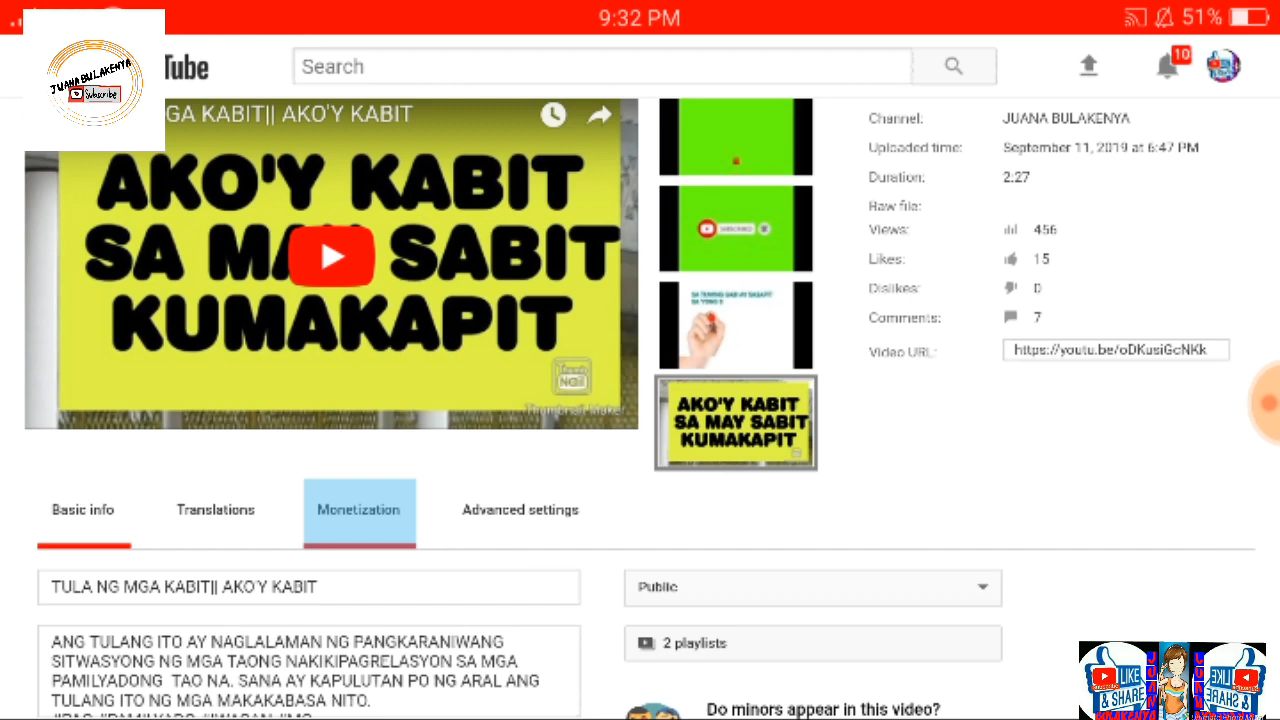 9:32 PM
51%
JUANA BULAKENYA
Subscribe
Tube
Search
10
GA KABIT|| AKO'Y KABIT
AKO'Y KABIT
SA MAY SABIT
KUMAKAPIT
Thumb
Nail
Thumbnail Maker
SUBSCRIBED
AKO'Y KABIT
SA MAY SABIT
KUMAKAPIT
Channel: JUANA BULAKENYA
Uploaded time: September 11, 2019 at 6:47 PM
Duration: 2:27
Raw file:
Views: 456
Likes: 15
Dislikes: 0
Comments: 7
Video URL: https://youtu.be/oDKusiGcNKk
Basic info Translations Monetization Advanced settings
TULA NG MGA KABIT|| AKO'Y KABIT
Public
ANG TULANG ITO AY NAGLALAMAN NG PANGKARANIWANG
SITWASYONG NG MGA TAONG NAKIKIPAGRELASYON SA MGA
PAMILYADONG TAO NA. SANA AY KAPULUTAN PO NG ARAL ANG
TULANG ITO NG MGA MAKAKABASA NITO.
2 playlists
Do minors appear in this video?
LIKE
& SHARE
LIKE
& SHARE